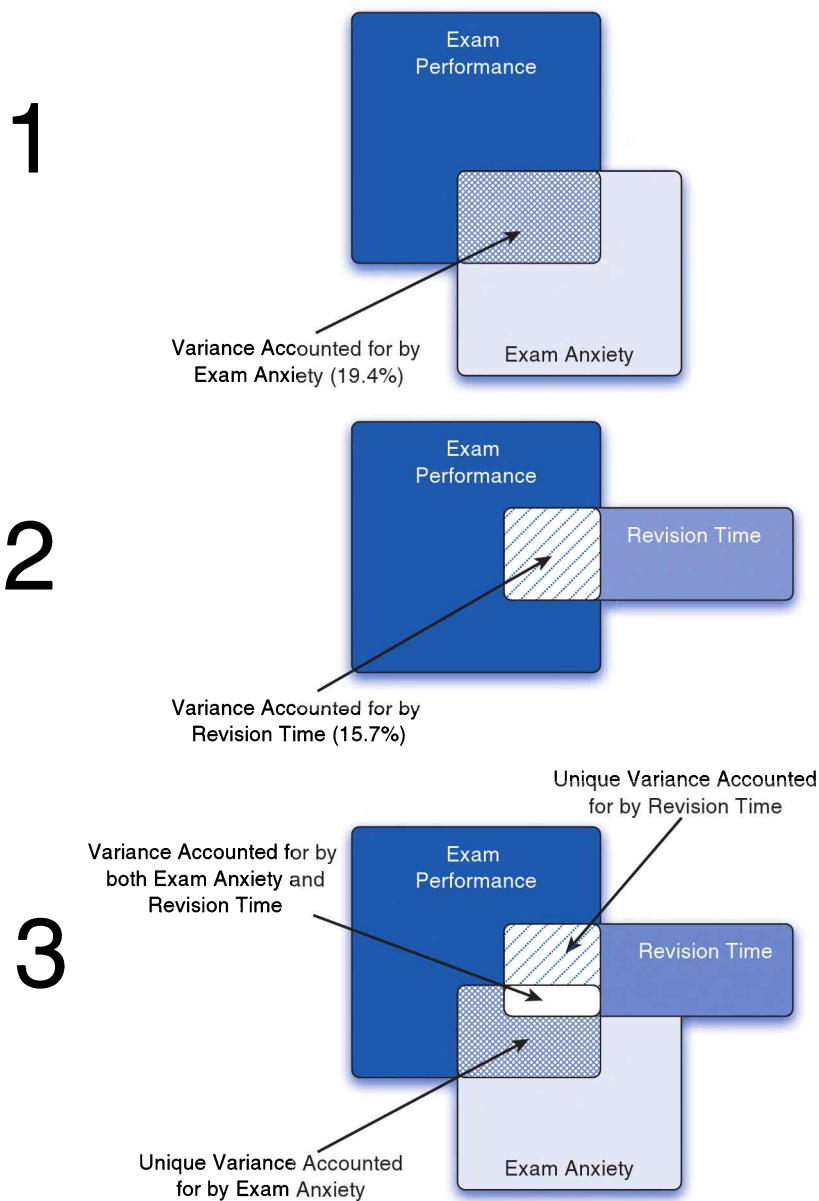 1
Exam
Performance
Variance Accounted for by
Exam Anxiety (19.4%)
Exam Anxiety
2
Exam
Performance
Revision Time
Variance Accounted for by
Revision Time (15.7%)
3
Unique Variance Accounted
for by Revision Time
Variance Accounted for by
both Exam Anxiety and
Revision Time
Exam
Performance
Revision Time
Unique Variance Accounted
for by Exam Anxiety
Exam Anxiety